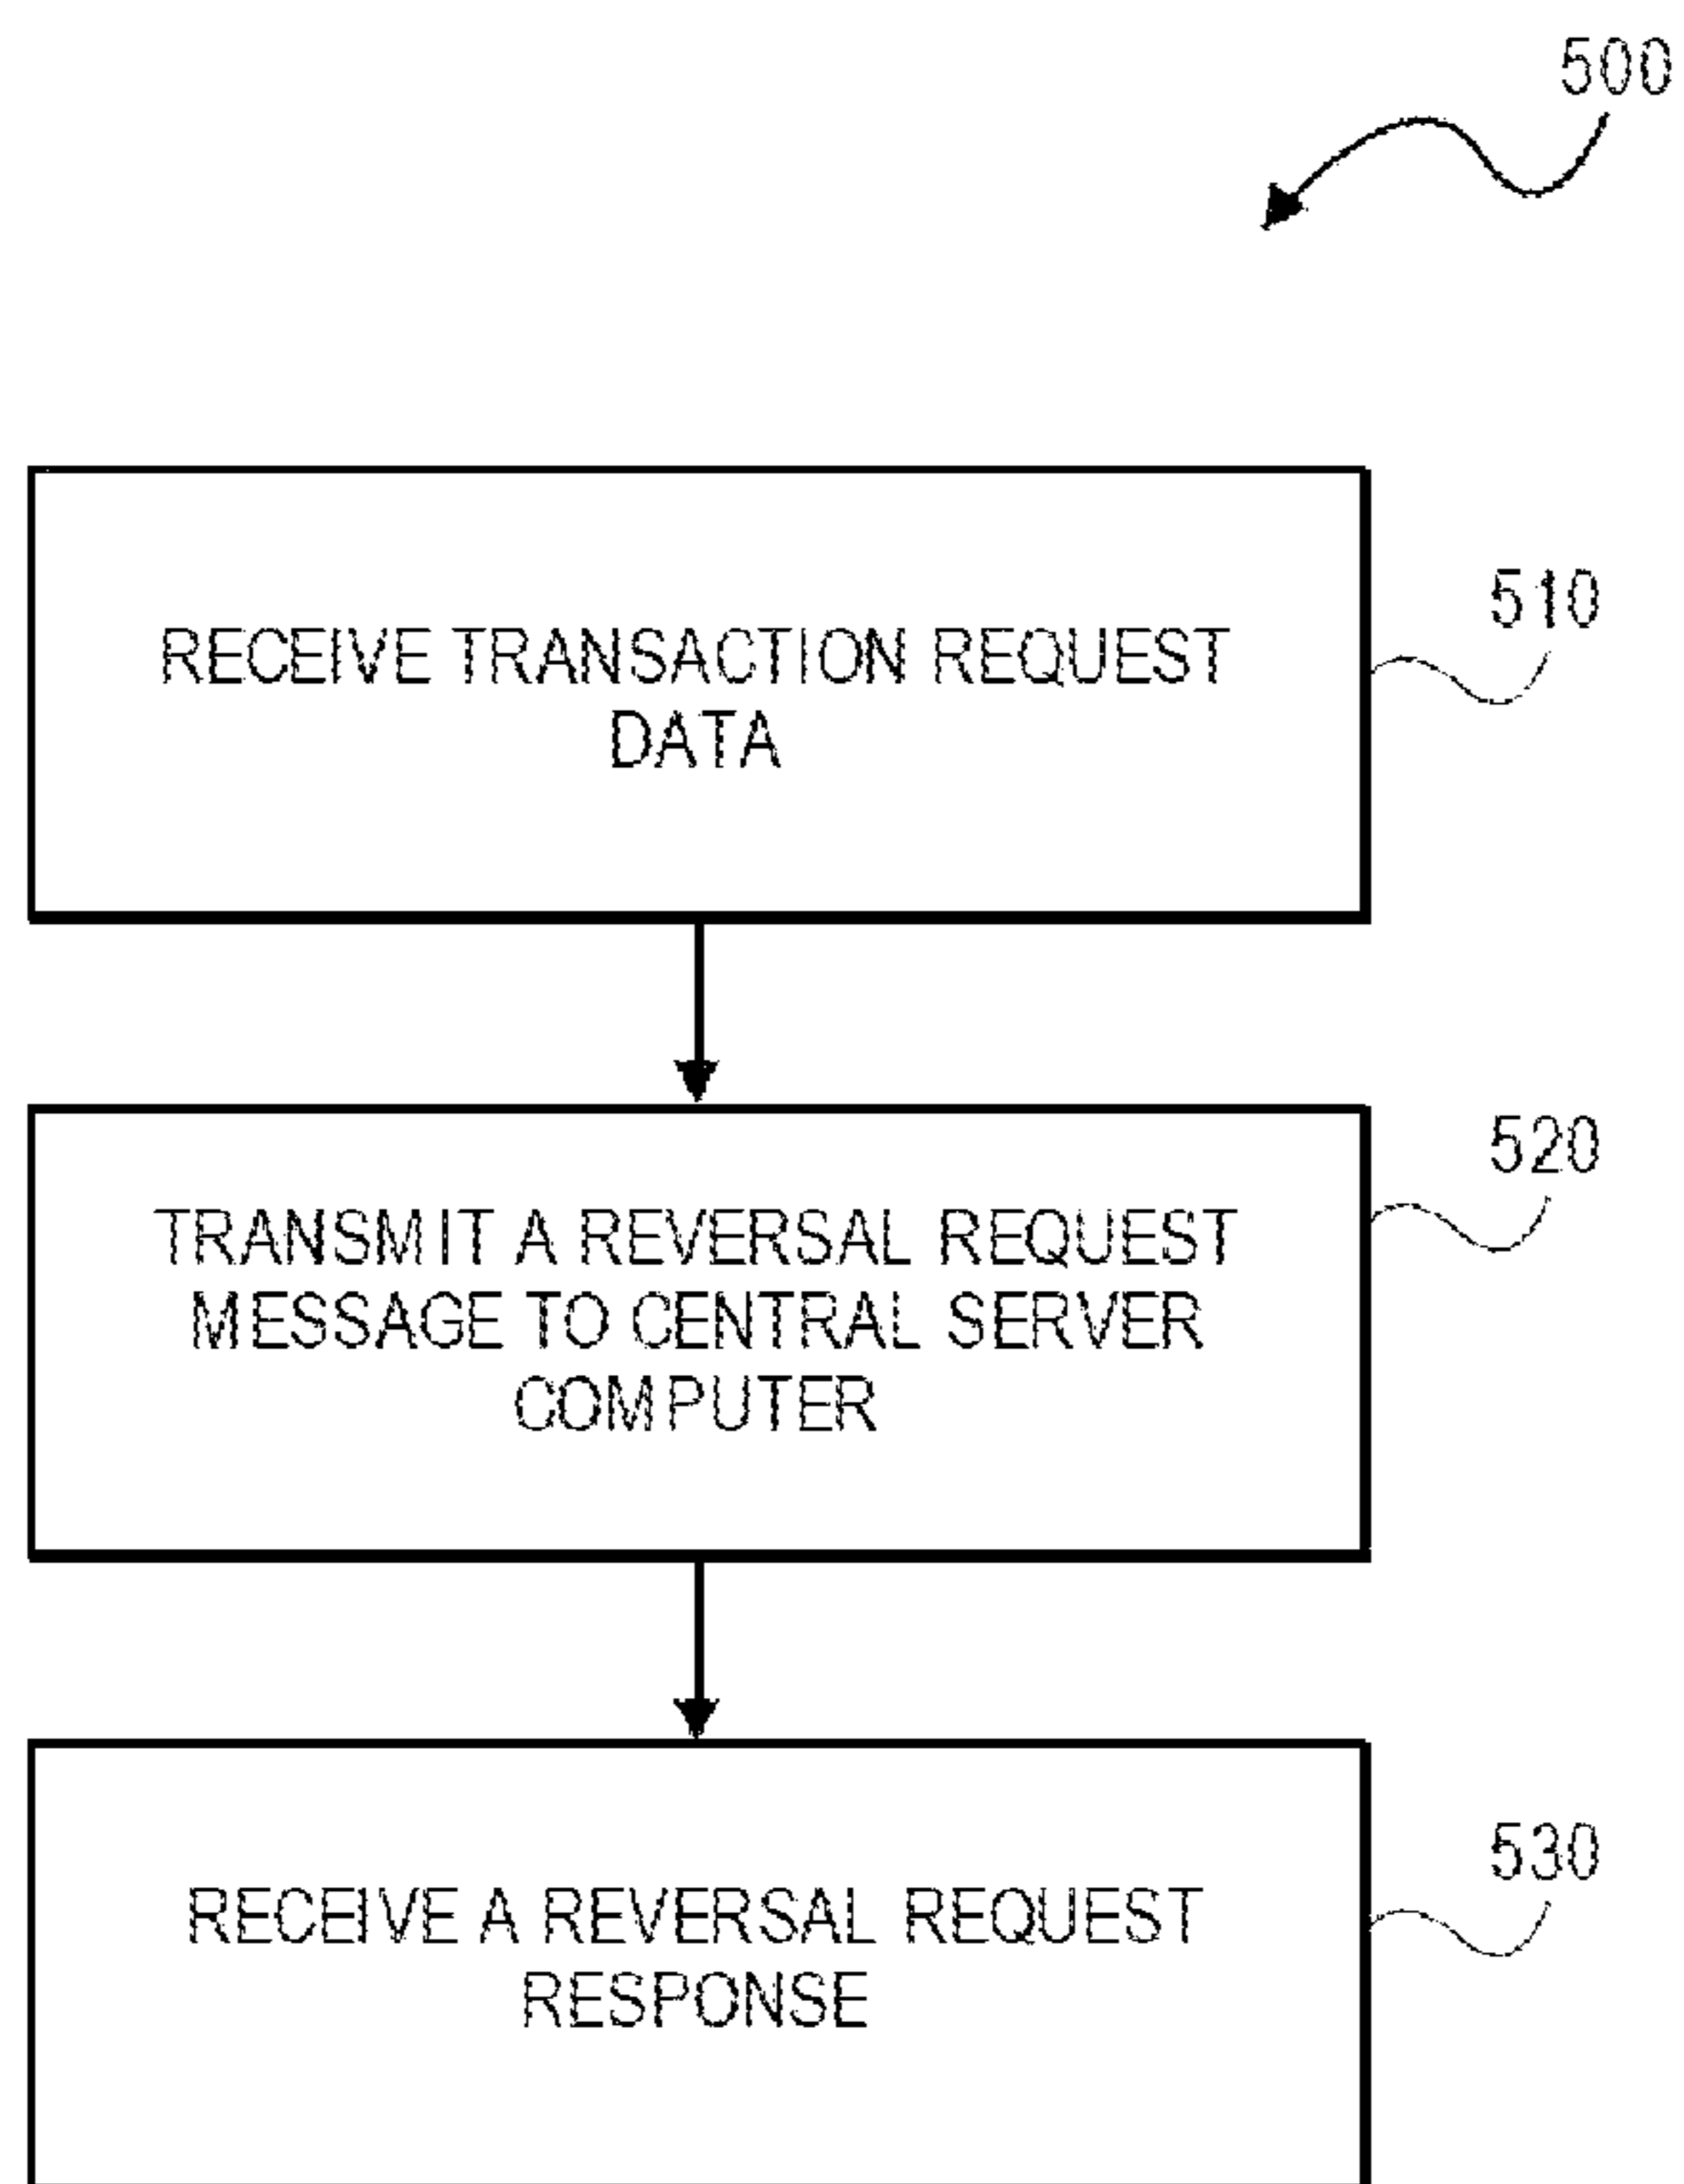 500
RECEIVE TRANSACTION REQUEST
DATA
510
TRANSMIT A REVERSAL REQUEST
MESSAGE TO CENTRAL SERVER
COMPUTER
520
RECEIVE A REVERSAL REQUEST
RESPONSE
530